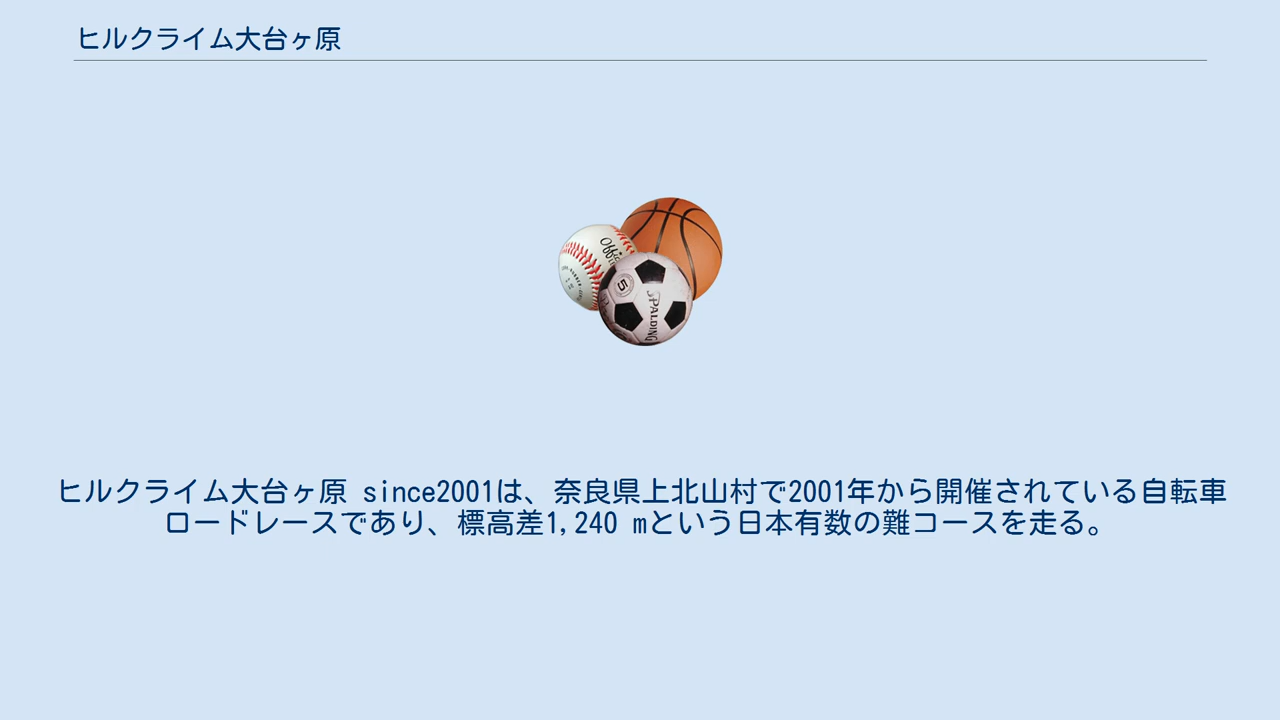 ヒルクライム大台ヶ原
Offic
5
SPALDING
ヒルクライム大台ヶ原 since2001は、奈良県上北山村で2001年から開催されている自転車
ロードレースであり、標高差1,240 mという日本有数の難コースを走る。